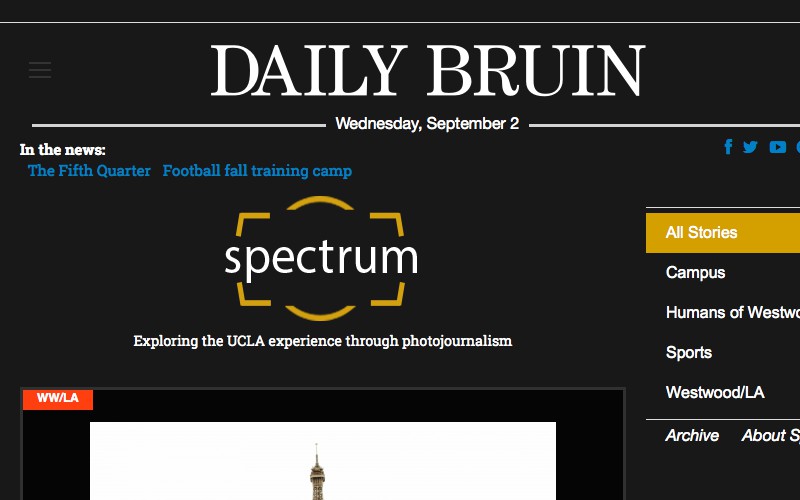 DAILY BRUIN
Wednesday, September 2
In the news:
The Fifth Quarter Football fall training camp
spectrum
Exploring the UCLA experience through photojournalism
All Stories
Campus
Humans of
Sports
Westwood/LA
Archive About
WW/LA